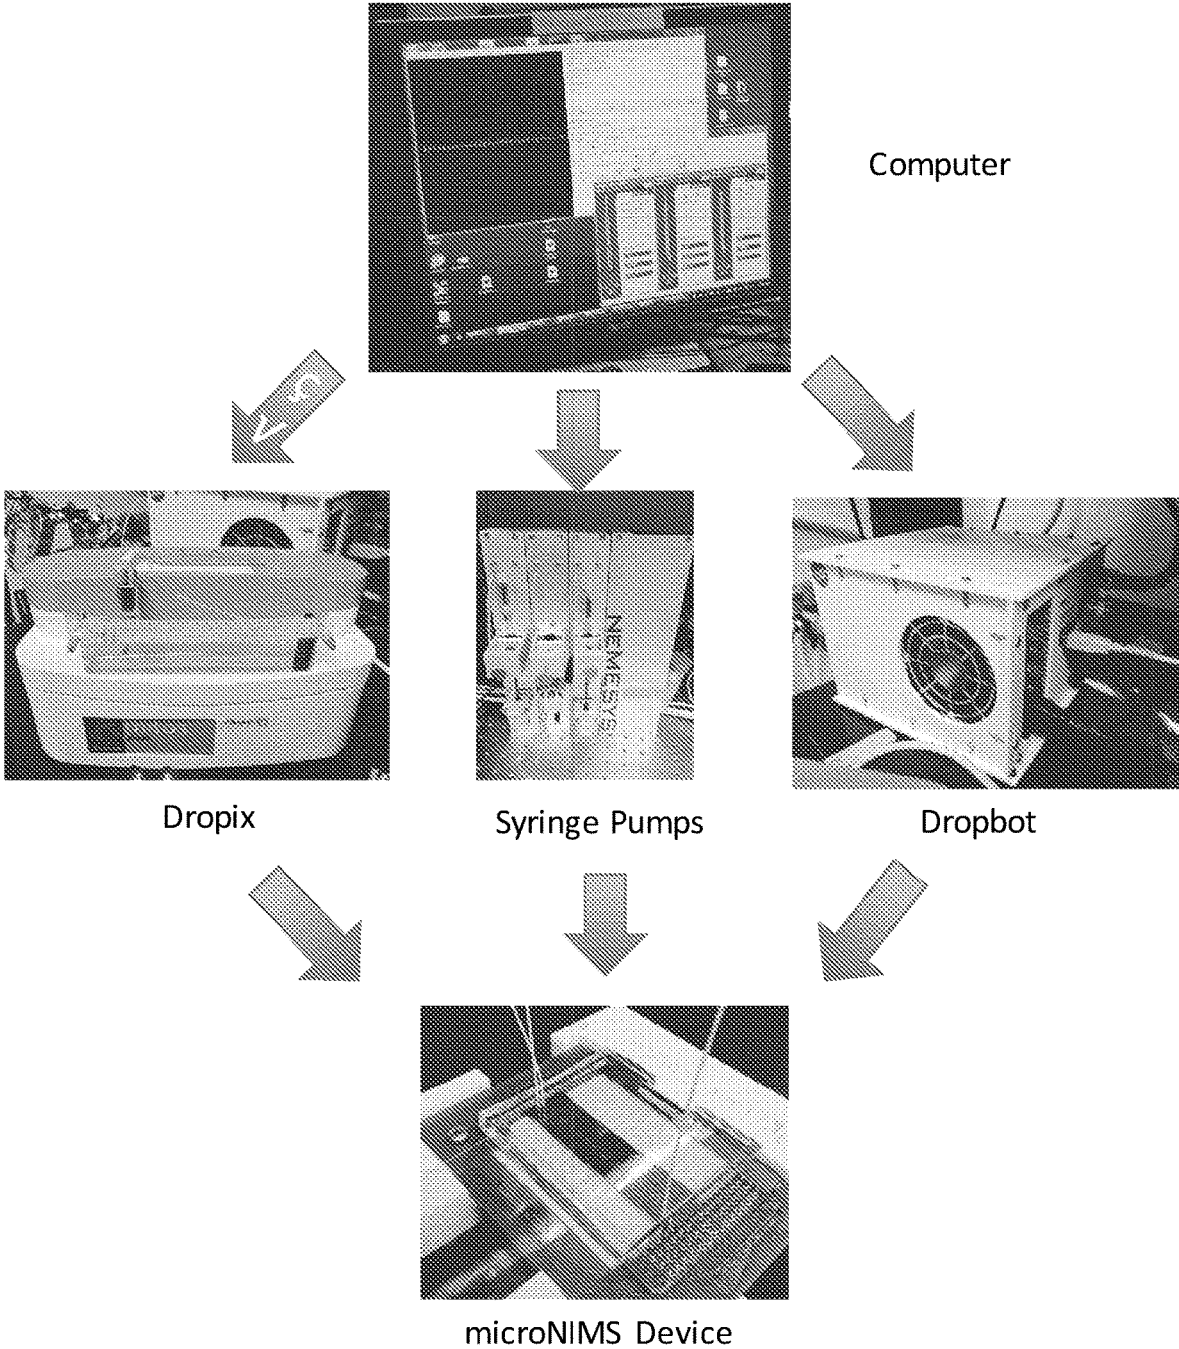 Computer
NEMESYS
Dropix
Syringe Pumps
Dropbot
microNIMS Device